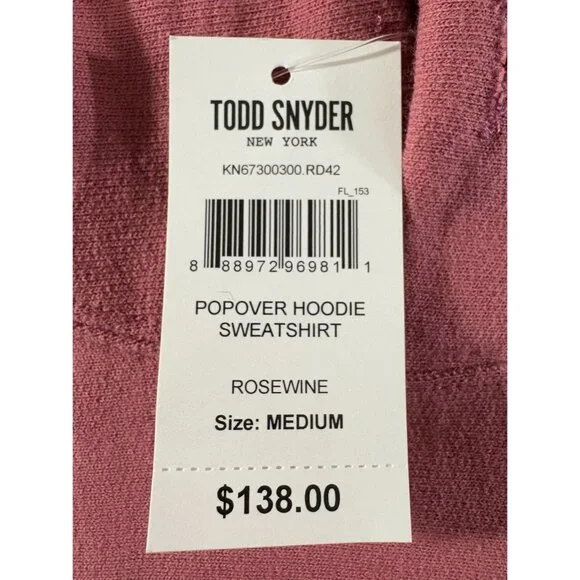 TODD SNYDER
NEW YORK
KN67300300.RD42
FL_153
8 88972 96981 1
POPOVER HOODIE
SWEATSHIRT
ROSEWINE
Size: MEDIUM
$138.00